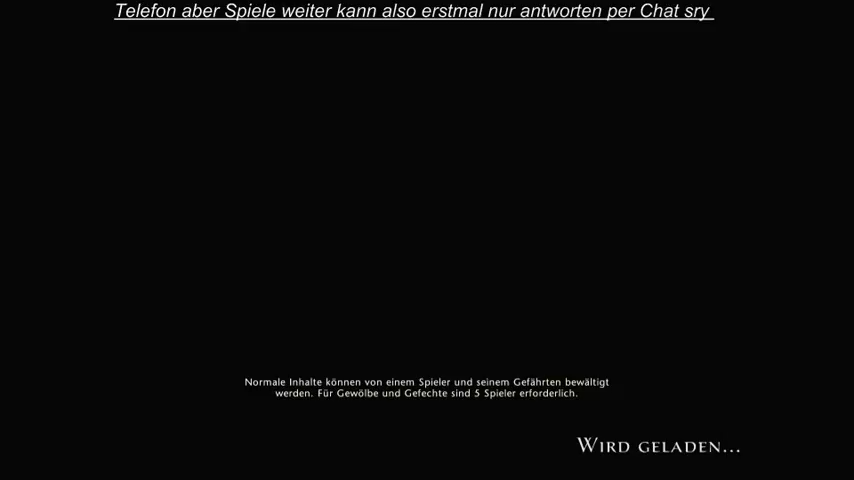 Telefon aber Spiele weiter kann also erstmal nur antworten per Chat sry
Normale Inhalte können von einem Spieler und seinem Gefährten bewältigt
werden. Für Gewölbe und Gefechte sind 5 Spieler erforderlich.
Wird geladen...